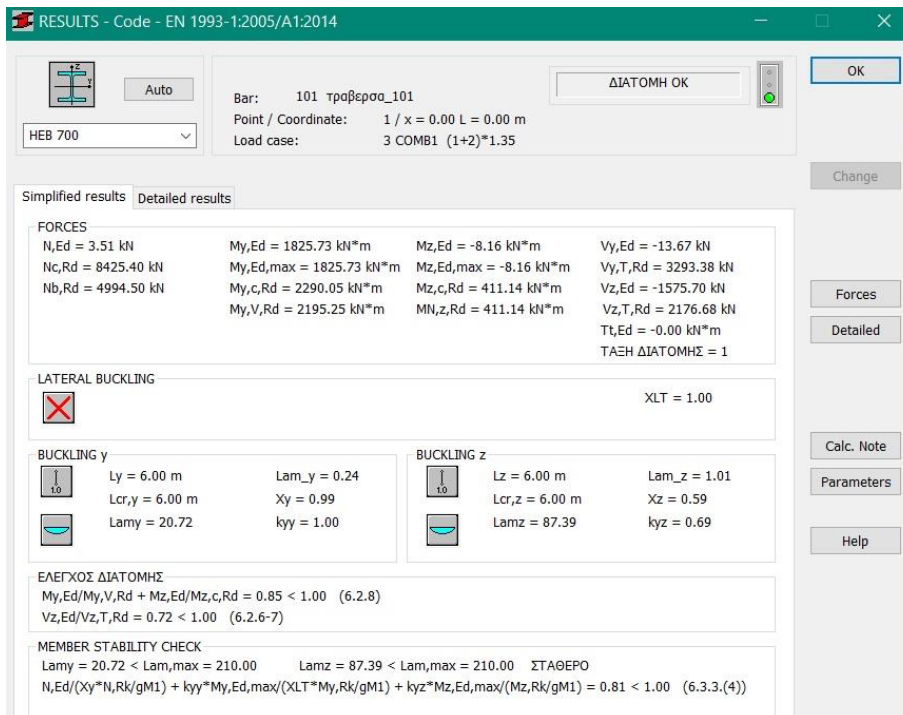 RESULTS - Code - EN 1993-1:2005/A1:2014
Auto
HEB 700
Bar: 101 τραβερσα_101
Point / Coordinate: 1 / x = 0.00 L = 0.00 m
Load case: 3 COMB1 (1+2)*1.35
ΔΙΑΤΟΜΗ ΟΚ
OK
Change
Simplified results Detailed results
FORCES
N,Ed = 3.51 kN My,Ed = 1825.73 kN*m Mz,Ed = -8.16 kN*m Vy,Ed = -13.67 kN
Nc,Rd = 8425.40 kN My,Ed,max = 1825.73 kN*m Mz,Ed,max = -8.16 kN*m Vy,T,Rd = 3293.38 kN
Nb,Rd = 4994.50 kN My,c,Rd = 2290.05 kN*m Mz,c,Rd = 411.14 kN*m Vz,Ed = -1575.70 kN
My,V,Rd = 2195.25 kN*m MN,z,Rd = 411.14 kN*m Vz,T,Rd = 2176.68 kN
Tt,Ed = -0.00 kN*m
ΤΑΞΗ ΔΙΑΤΟΜΗΣ = 1
Forces
Detailed
LATERAL BUCKLING
XLT = 1.00
Calc. Note
Parameters
Help
BUCKLING y
1.0
Ly = 6.00 m Lam_y = 0.24
Lcr,y = 6.00 m Xy = 0.99
Lamy = 20.72 kyy = 1.00
BUCKLING z
1.0
Lz = 6.00 m Lam_z = 1.01
Lcr,z = 6.00 m Xz = 0.59
Lamz = 87.39 kyz = 0.69
ΕΛΕΓΧΟΣ ΔΙΑΤΟΜΗΣ
My,Ed/My,V,Rd + Mz,Ed/Mz,c,Rd = 0.85 < 1.00 (6.2.8)
Vz,Ed/Vz,T,Rd = 0.72 < 1.00 (6.2.6-7)
MEMBER STABILITY CHECK
Lamy = 20.72 < Lam,max = 210.00 Lamz = 87.39 < Lam,max = 210.00 ΣΤΑΘΕΡΟ
N,Ed/(Xy*N,Rk/gM1) + kyy*My,Ed,max/(XLT*My,Rk/gM1) + kyz*Mz,Ed,max/(Mz,Rk/gM1) = 0.81 < 1.00 (6.3.3.(4))